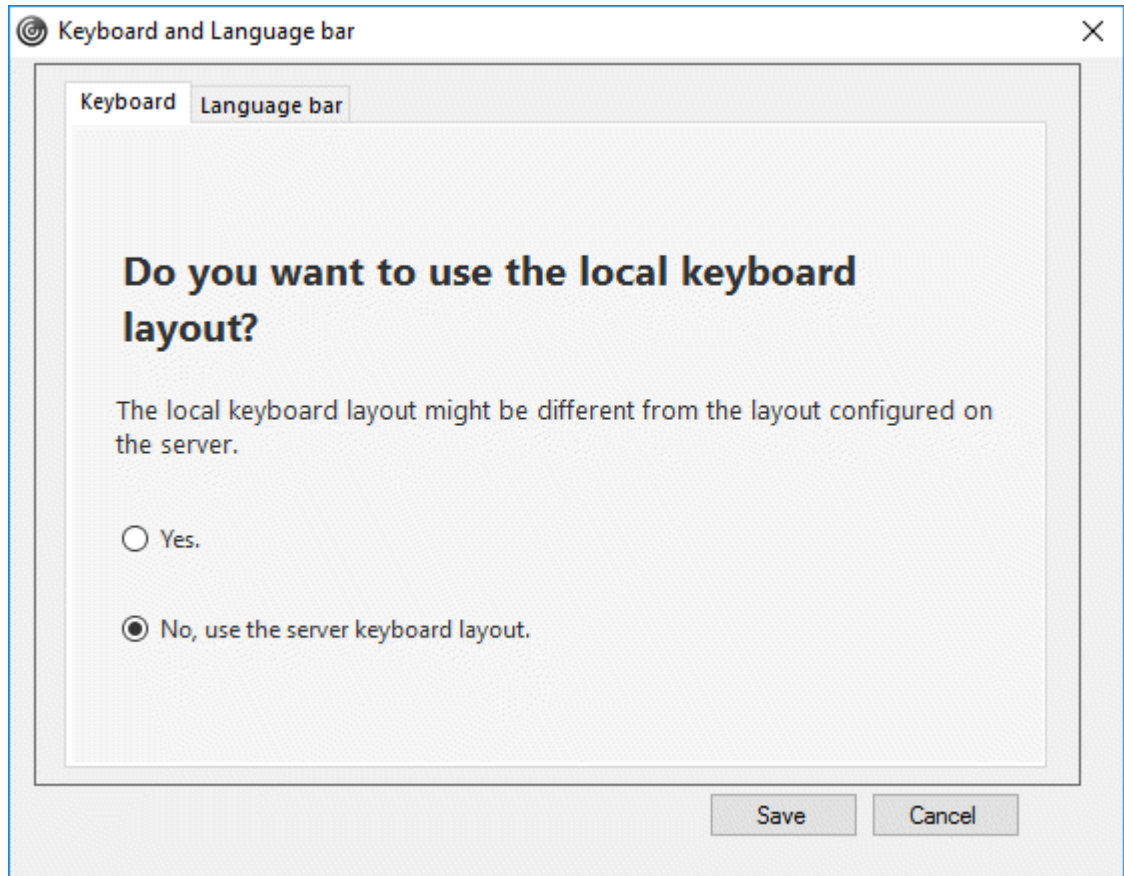 Keyboard and Language bar
Keyboard
Language bar
Do you want to use the local keyboard
layout?
The local keyboard layout might be different from the layout configured on
the server.
Yes.
No, use the server keyboard layout.
Save
Cancel